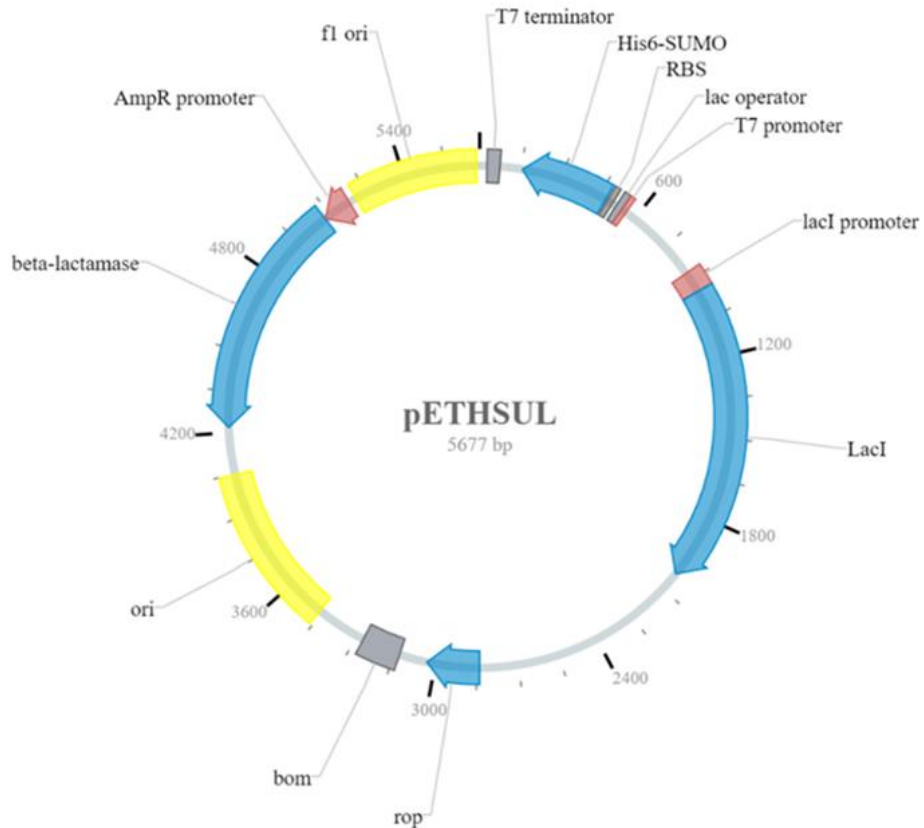 T7 terminator
f1 ori
His6-SUMO
RBS
AmpR promoter
lac operator
5400
T7 promoter
600
lacI promoter
4800
beta-lactamase
1200
pETHSUL
5677 bp
4200
LacI
1800
ori
3600
2400
3000
bom
rop